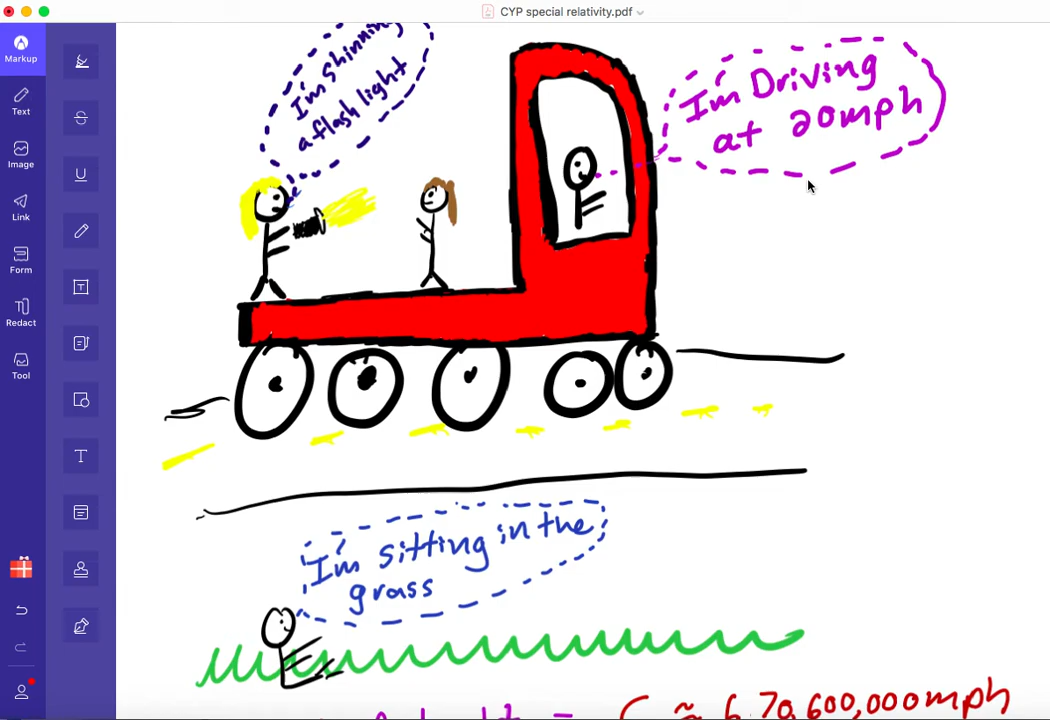 CYP special relativity.pdf
Markup
Text
Image
Link
Form
Redact
Tool
I'm shinning
a flash light
I'm Driving
at 20mph
I'm sitting in the
grass
= C ≈ 670,600,000mph